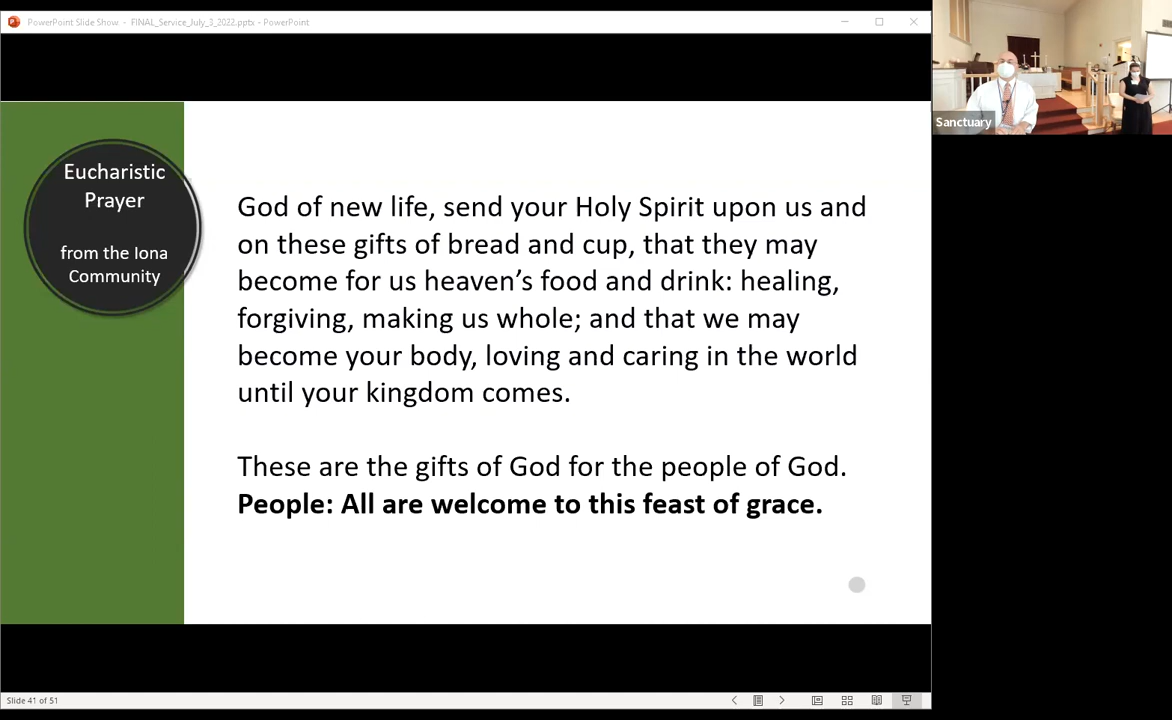 PowerPoint Slide Show - FINAL_Service_July_3_2022.pptx - PowerPoint
Sanctuary
Eucharistic
Prayer
from the Iona
Community
God of new life, send your Holy Spirit upon us and
on these gifts of bread and cup, that they may
become for us heaven’s food and drink: healing,
forgiving, making us whole; and that we may
become your body, loving and caring in the world
until your kingdom comes.
These are the gifts of God for the people of God.
People: All are welcome to this feast of grace.
Slide 41 of 51